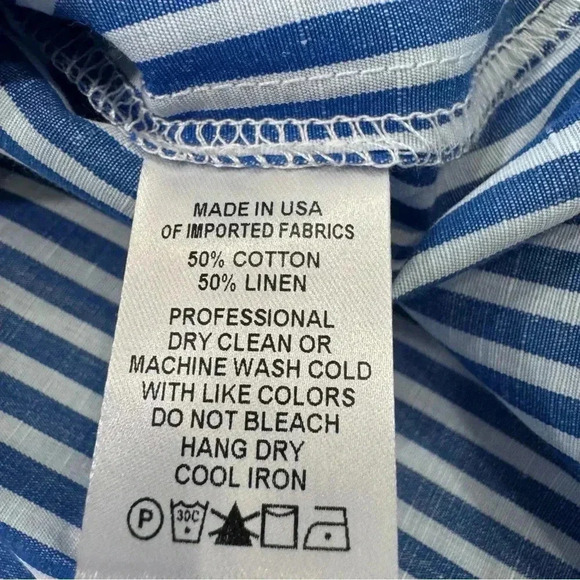 MADE IN USA
OF IMPORTED FABRICS
50% COTTON
50% LINEN
PROFESSIONAL
DRY CLEAN OR
MACHINE WASH COLD
WITH LIKE COLORS
DO NOT BLEACH
HANG DRY
COOL IRON
P 30C